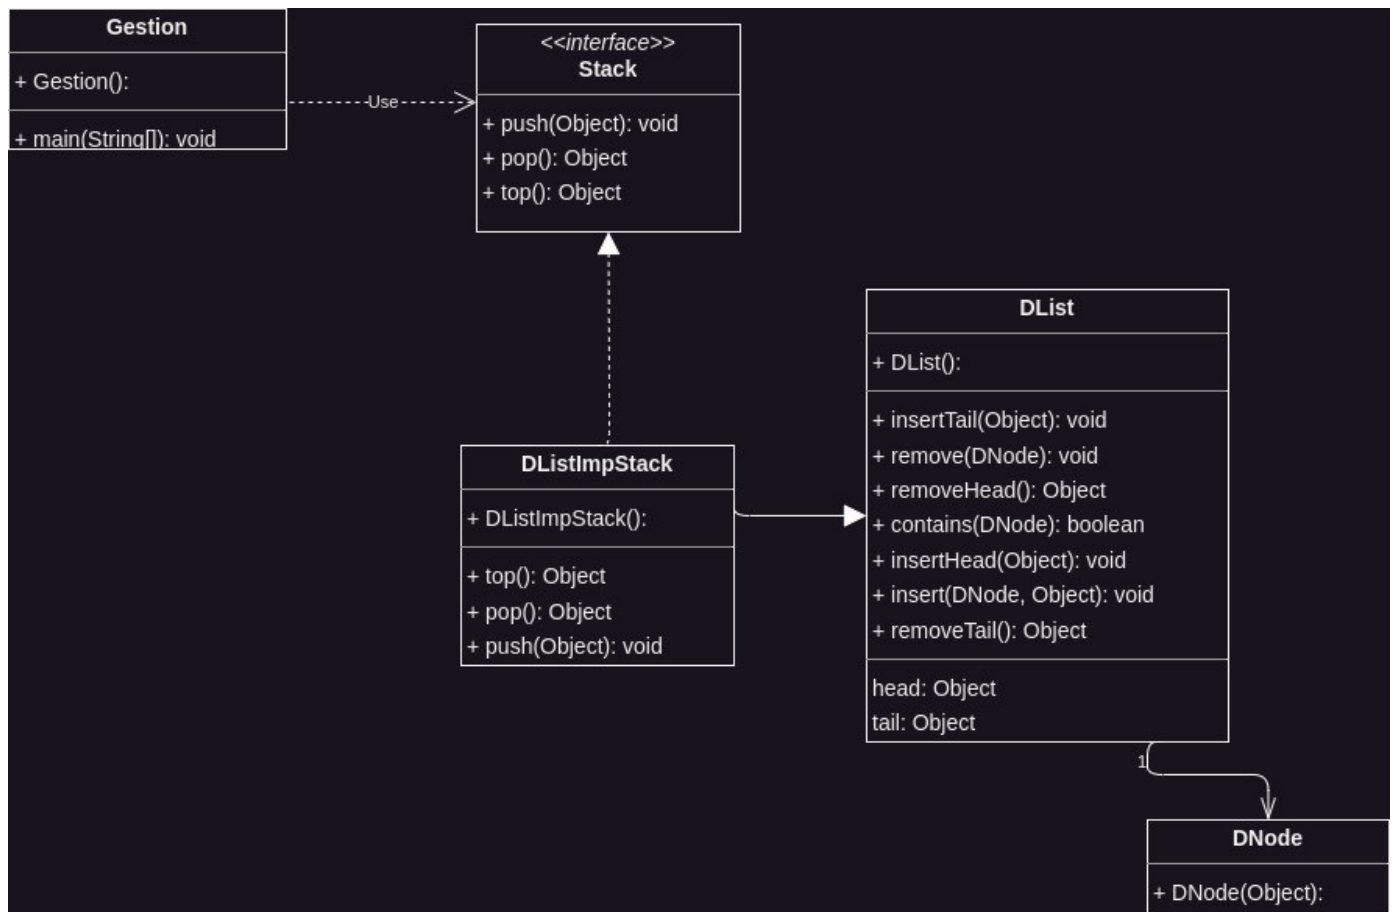 Gestion
+ Gestion():
+ main(String[]): void
Use
<<interface>>
Stack
+ push(Object): void
+ pop(): Object
+ top(): Object
DListImpStack
+ DListImpStack():
+ top(): Object
+ pop(): Object
+ push(Object): void
DList
+ DList():
+ insertTail(Object): void
+ remove(DNode): void
+ removeHead(): Object
+ contains(DNode): boolean
+ insertHead(Object): void
+ insert(DNode, Object): void
+ removeTail(): Object
head: Object
tail: Object
1
DNode
+ DNode(Object):